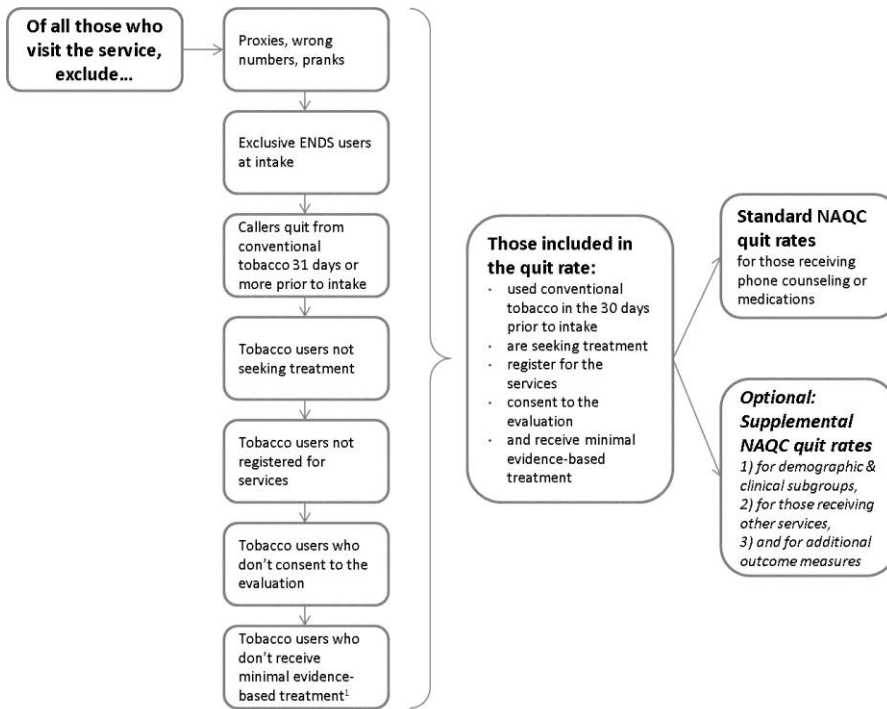 Of all those who
visit the service,
exclude...
Proxies, wrong
numbers, pranks
Exclusive ENDS users
at intake
Callers quit from
conventional
tobacco 31 days or
more prior to intake
Tobacco users not
seeking treatment
Tobacco users not
registered for
services
Tobacco users who
don't consent to the
evaluation
Tobacco users who
don't receive
minimal evidence-
based treatment¹
Those included in
the quit rate:
· used conventional
tobacco in the 30 days
prior to intake
· are seeking treatment
· register for the
services
· consent to the
evaluation
· and receive minimal
evidence-based
treatment
Standard NAQC
quit rates
for those receiving
phone counseling or
medications
Optional:
Supplemental
NAQC quit rates
1) for demographic &
clinical subgroups,
2) for those receiving
other services,
3) and for additional
outcome measures